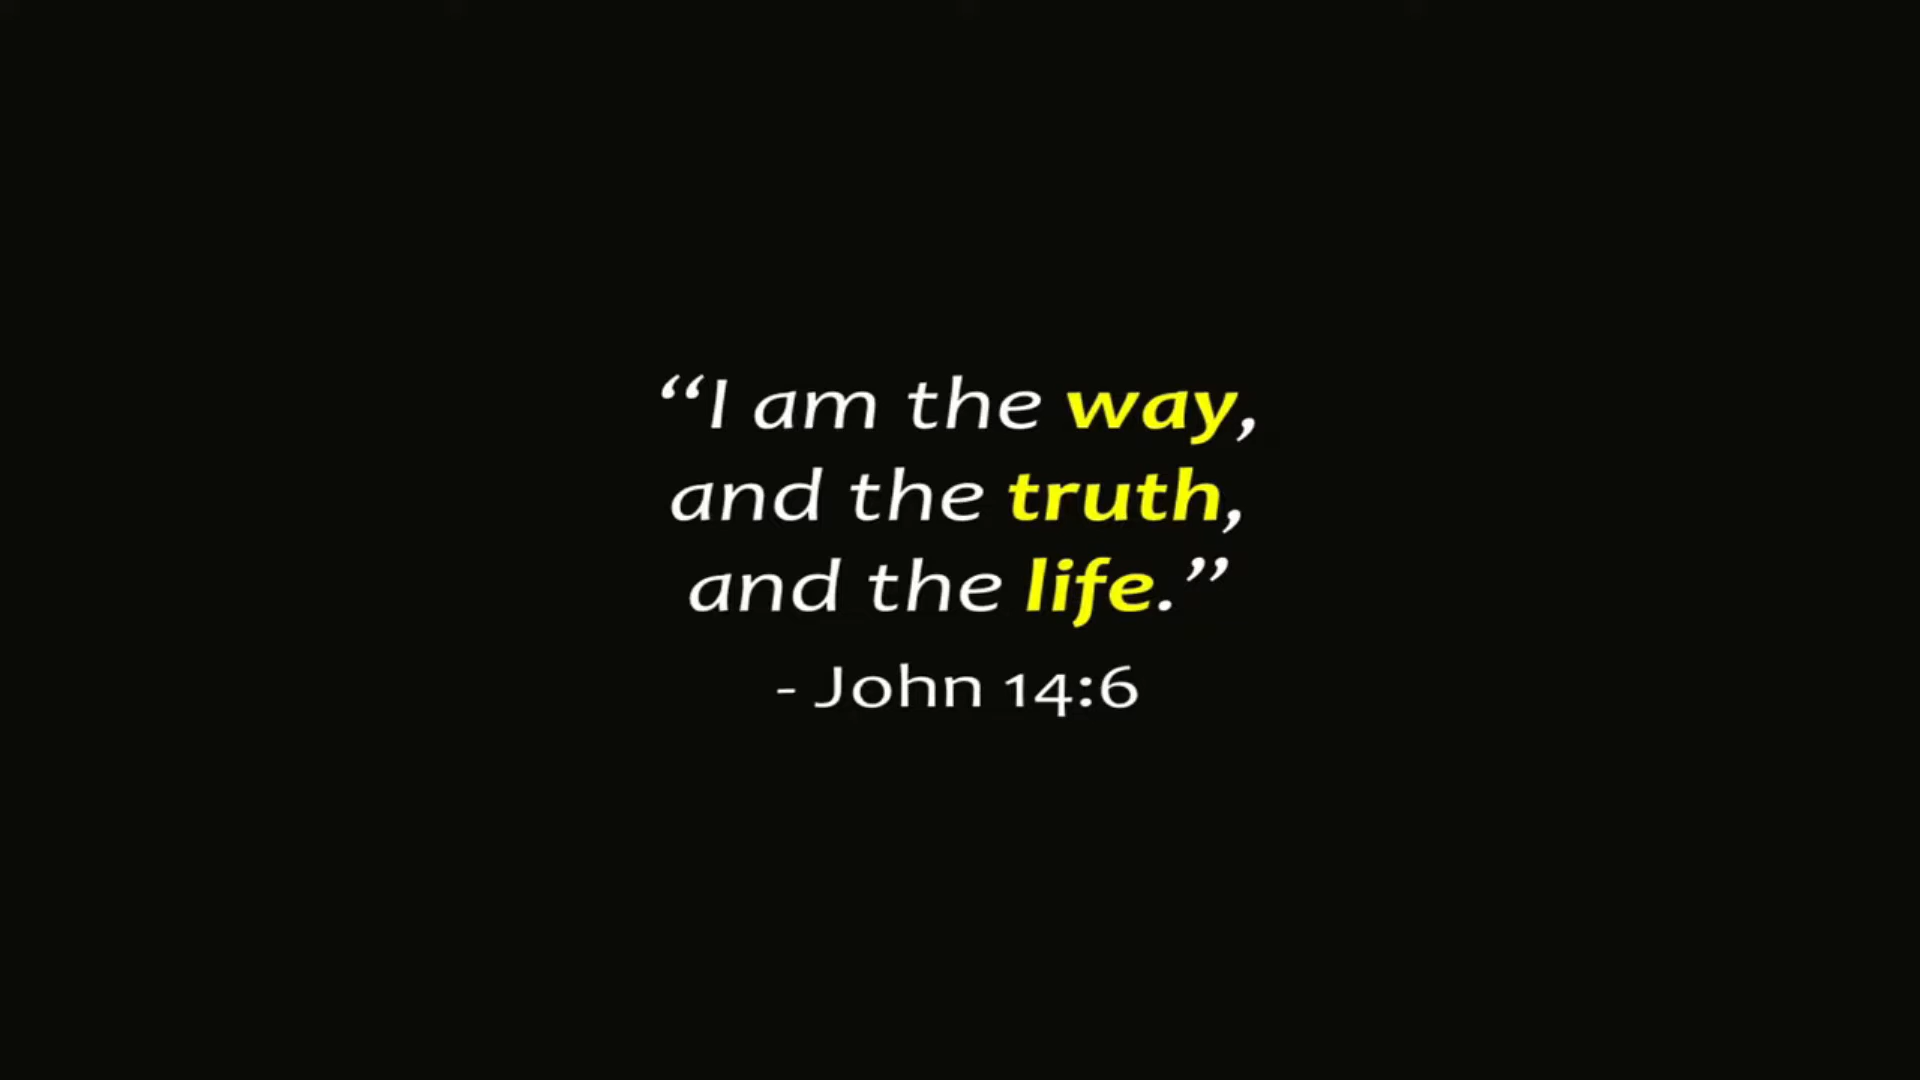 “I am the way,
and the truth,
and the life.”
- John 14:6